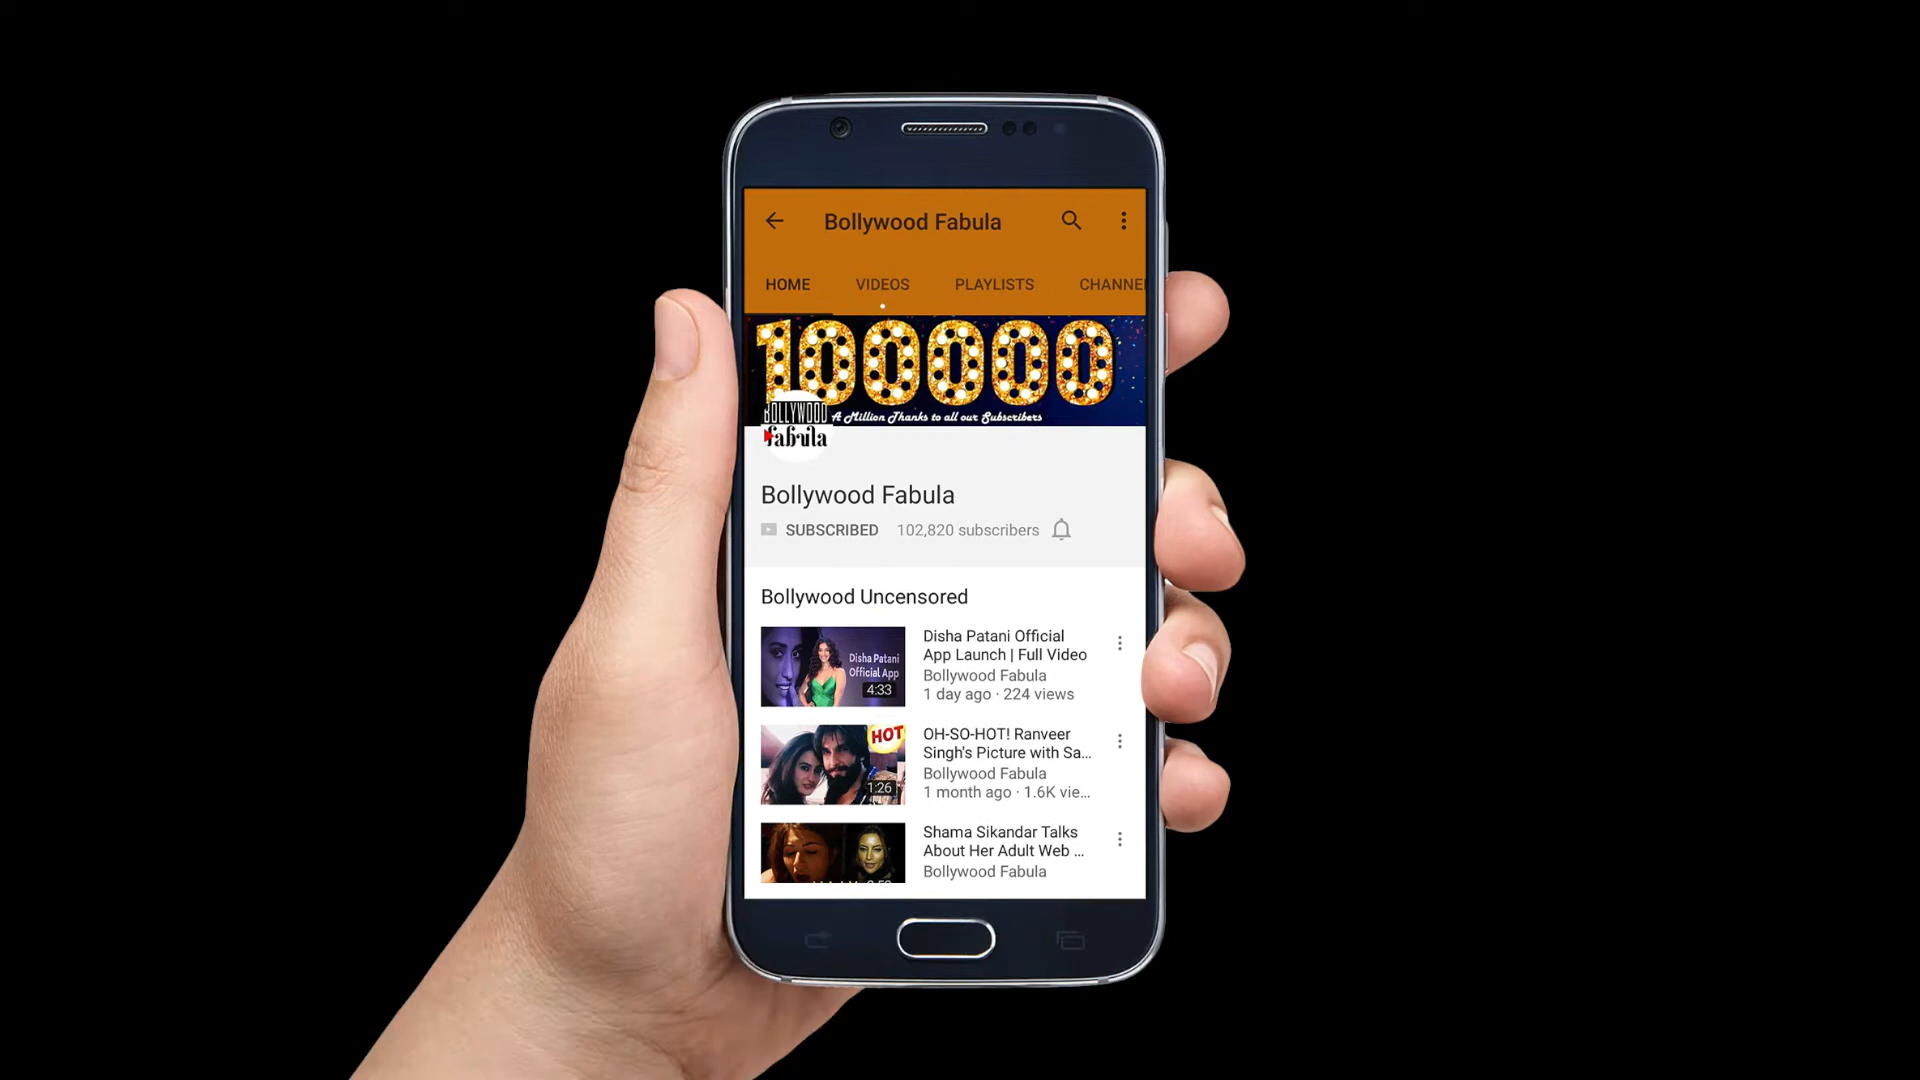 Bollywood Fabula
HOME VIDEOS PLAYLISTS CHANNE
100000
A Million Thanks to all our Subscribers
BOLLYWOOD
fabula
Bollywood Fabula
SUBSCRIBED 102,820 subscribers
Bollywood Uncensored
Disha Patani
Official App
4:33
Disha Patani Official
App Launch | Full Video
Bollywood Fabula
1 day ago · 224 views
HOT
1:26
OH-SO-HOT! Ranveer
Singh's Picture with Sa...
Bollywood Fabula
1 month ago · 1.6K vie...
Shama Sikandar Talks
About Her Adult Web ...
Bollywood Fabula